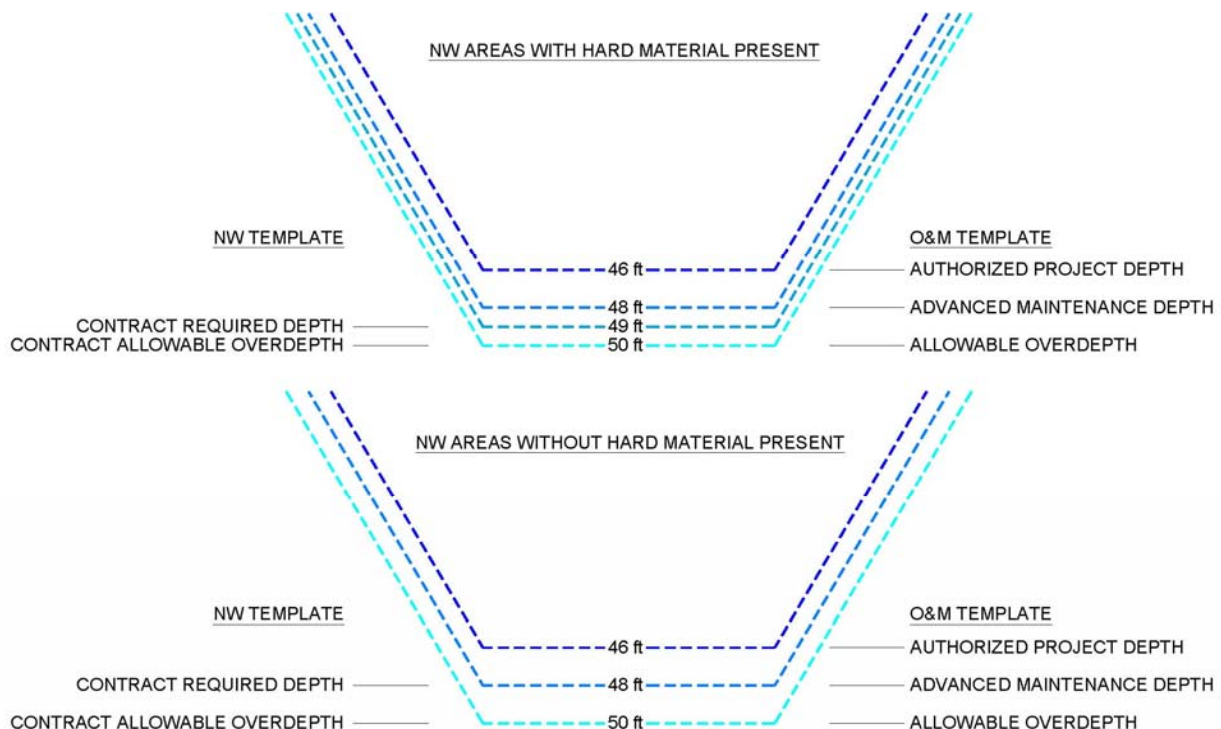 NW AREAS WITH HARD MATERIAL PRESENT
NW TEMPLATE
O&M TEMPLATE
46 ft
AUTHORIZED PROJECT DEPTH
48 ft
ADVANCED MAINTENANCE DEPTH
CONTRACT REQUIRED DEPTH
49 ft
CONTRACT ALLOWABLE OVERDEPTH
50 ft
ALLOWABLE OVERDEPTH
NW AREAS WITHOUT HARD MATERIAL PRESENT
NW TEMPLATE
O&M TEMPLATE
46 ft
AUTHORIZED PROJECT DEPTH
CONTRACT REQUIRED DEPTH
48 ft
ADVANCED MAINTENANCE DEPTH
CONTRACT ALLOWABLE OVERDEPTH
50 ft
ALLOWABLE OVERDEPTH